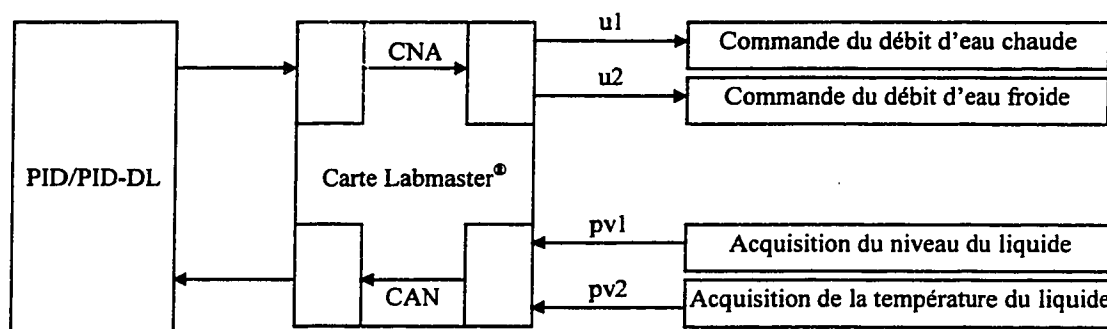 u1
Commande du débit d'eau chaude
CNA
u2
Commande du débit d'eau froide
PID/PID-DL
Carte Labmaster®
pv1
Acquisition du niveau du liquide
CAN
pv2
Acquisition de la température du liquide